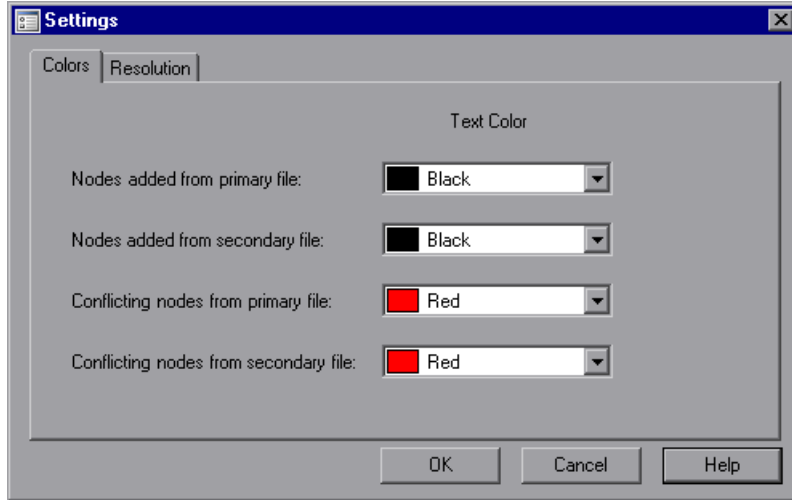 Settings
Colors Resolution
Text Color
Nodes added from primary file: Black
Nodes added from secondary file: Black
Conflicting nodes from primary file: Red
Conflicting nodes from secondary file: Red
OK Cancel Help